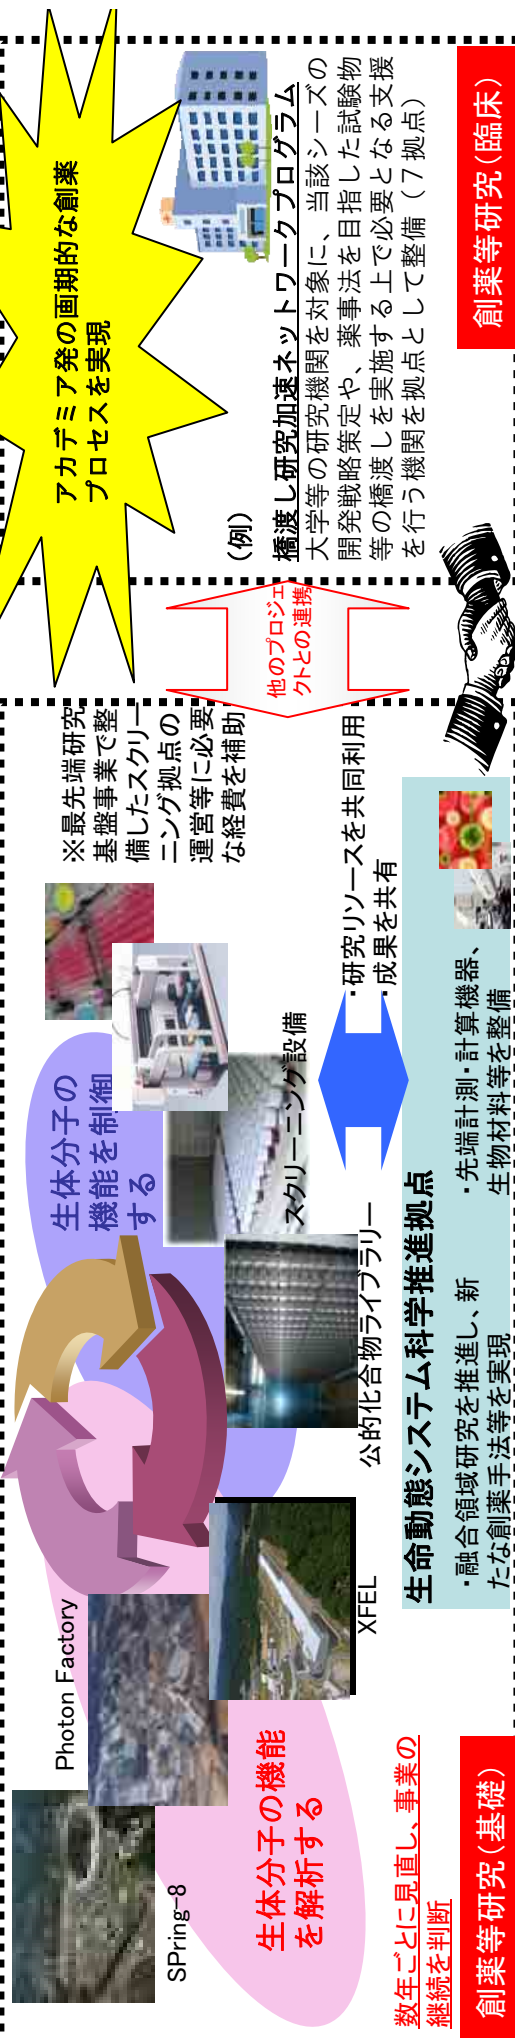 SPring-8
Photon Factory
生体分子の機能
を解析する
XFEL
数年ごとに見直し、事業の
継続を判断
創薬等研究(基礎)
生体分子の
機能を制御
する
※最先端研究
基盤事業で整
備したスクリー
ニング拠点の
運営等に必要
な経費を補助
スクリーニング設備
公的化合物ライブラリー
・研究リソースを共同利用
・成果を共有
生命動態システム科学推進拠点
・融合領域研究を推進し、新
たな創薬手法等を実現
・先端計測・計算機器、
生物材料等を整備
他のプロジェ
クトとの連携
アカデミア発の画期的な創薬
プロセスを実現
(例)
橋渡し研究加速ネットワークプログラム
大学等の研究機関を対象に、当該シーズの
開発戦略策定や、薬事法を目指した試験物
等の橋渡しを実施する上で必要となる支援
を行う機関を拠点として整備(7拠点)
創薬等研究(臨床)